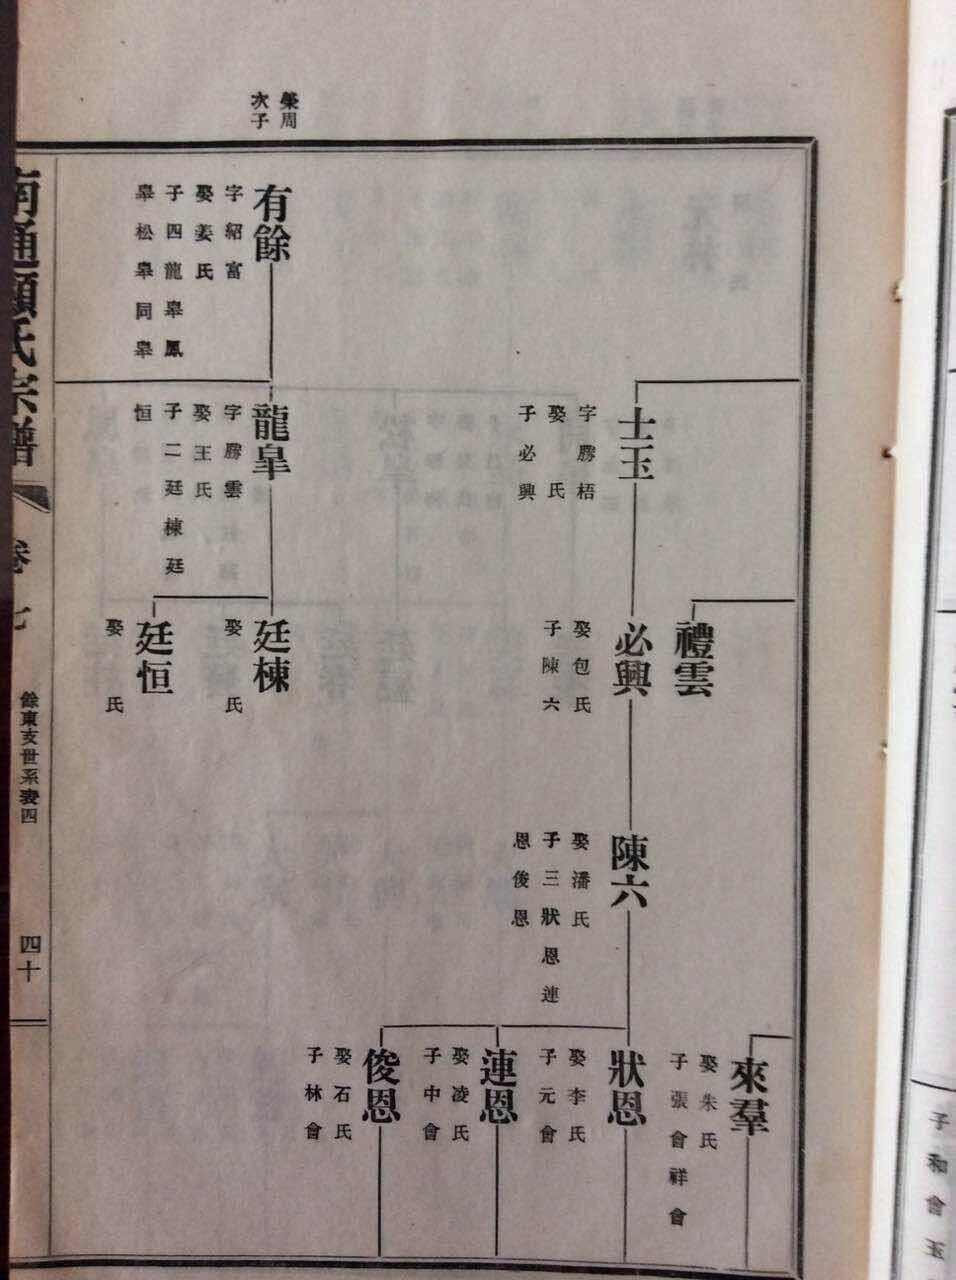 榮周
次子
有餘
字紹富
娶姜氏
子四龍皋鳳
皋松皋同皋
士玉
字勝梧
娶 氏
子必興
龍皋
字勝雲
娶王氏
子二廷棟廷
恒
禮雲
必興
娶包氏
子陳六
廷棟
娶 氏
廷恒
娶 氏
陳六
娶潘氏
子三狀恩連
恩俊恩
來羣
娶朱氏
子張會祥會
狀恩
娶李氏
子元會
連恩
娶凌氏
子中會
俊恩
娶石氏
子林會
南通顧氏宗譜
卷七
餘東支世系表四
四十
子和會玉